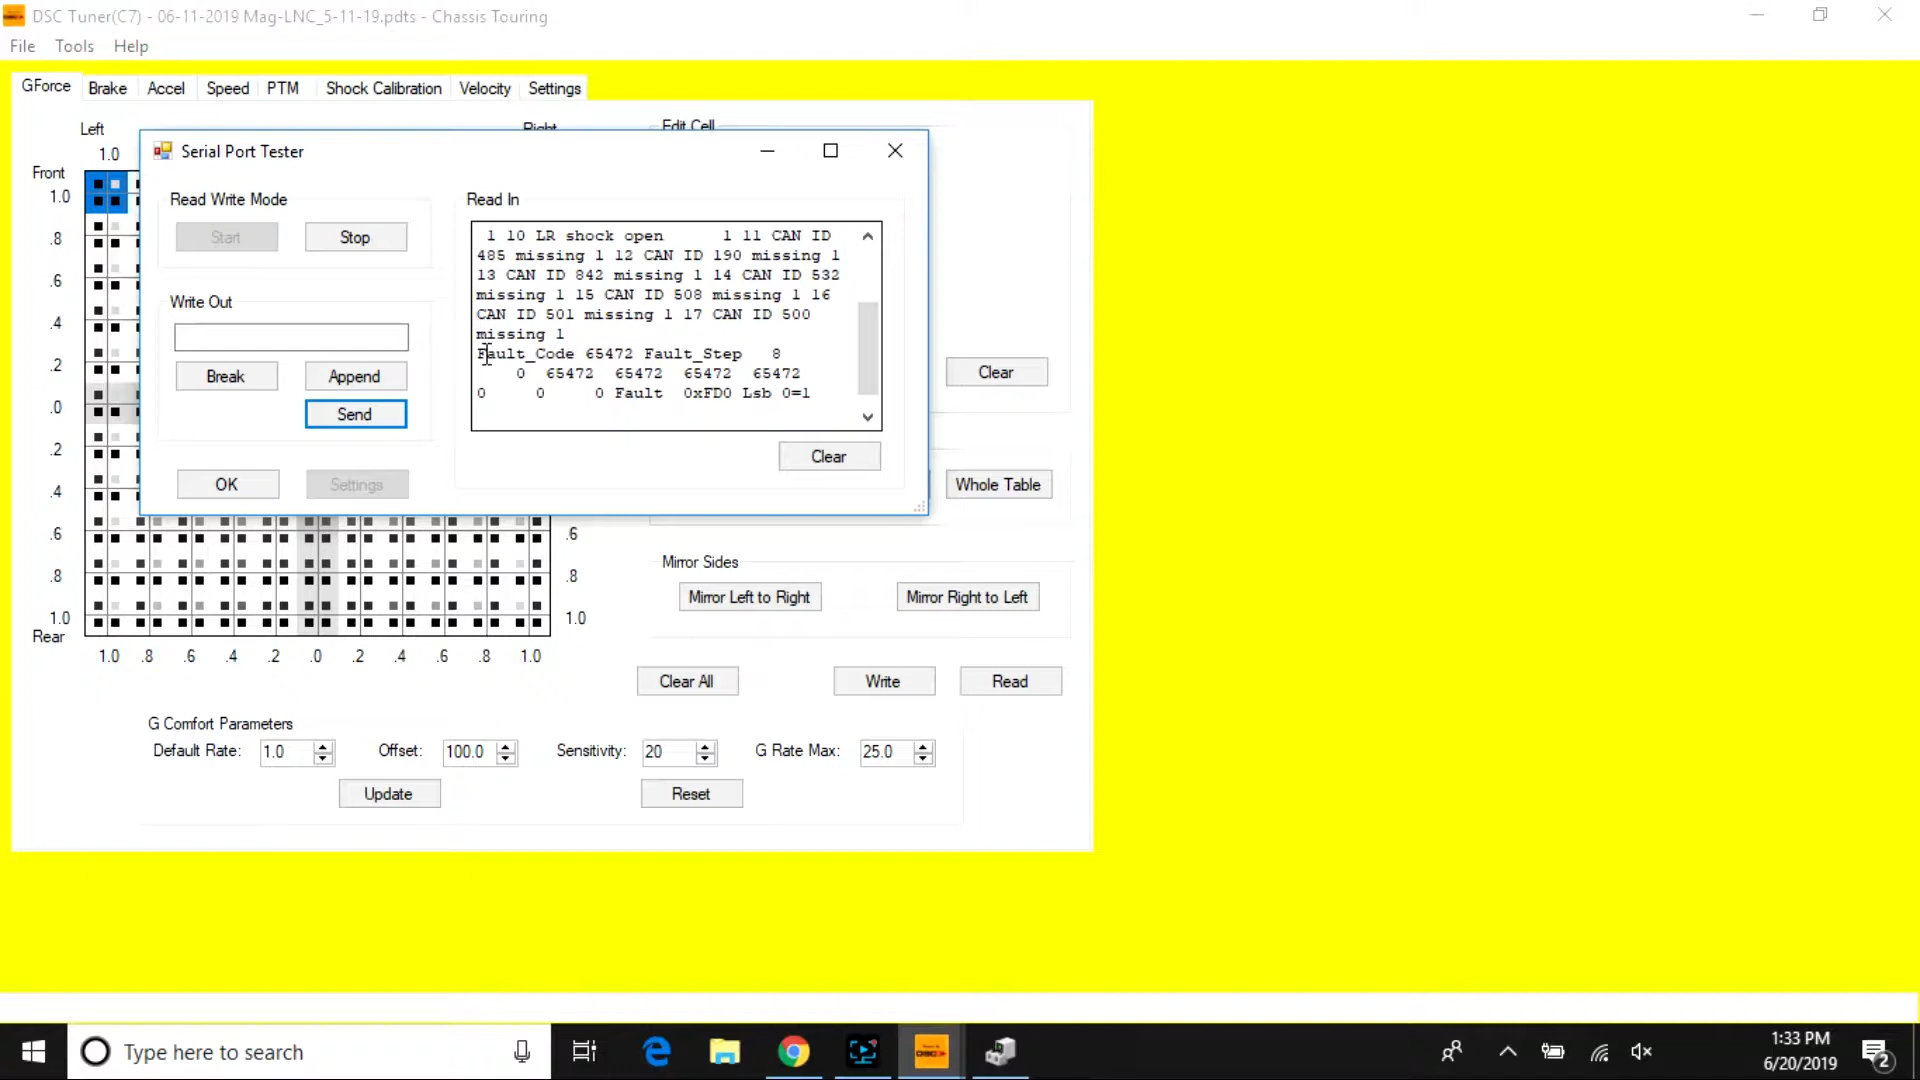 DSC Tuner(C7) - 06-11-2019 Mag-LNC_5-11-19.pdts - Chassis Touring
File Tools Help
GForce Brake Accel Speed PTM Shock Calibration Velocity Settings
Left
1.0
Front
1.0
.8
.6
.4
.2
.0
.2
.4
.6
.8
1.0
Rear
Right
Edit Cell
Serial Port Tester
Read Write Mode
Start Stop
Write Out
Break Append
Send
OK Settings
Read In
1 10 LR shock open 1 11 CAN ID
485 missing 1 12 CAN ID 190 missing 1
13 CAN ID 842 missing 1 14 CAN ID 532
missing 1 15 CAN ID 508 missing 1 16
CAN ID 501 missing 1 17 CAN ID 500
missing 1
Fault_Code 65472 Fault_Step 8
0 65472 65472 65472 65472
0 0 0 Fault 0xFD0 Lsb 0=1
Clear
Clear
Whole Table
.6
.8
1.0
1.0 .8 .6 .4 .2 .0 .2 .4 .6 .8 1.0
Mirror Sides
Mirror Left to Right Mirror Right to Left
Clear All Write Read
G Comfort Parameters
Default Rate: 1.0 Offset: 100.0 Sensitivity: 20 G Rate Max: 25.0
Update Reset
Type here to search
DSC
1:33 PM
6/20/2019
2